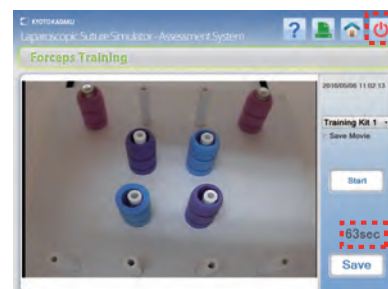 KYOTOKAGAKU
Laparoscopic Suture Simulator - Assessment System
?
Forceps Training
2016/05/06 11:02:13
Training Kit 1
Save Movie
Start
63sec
Save